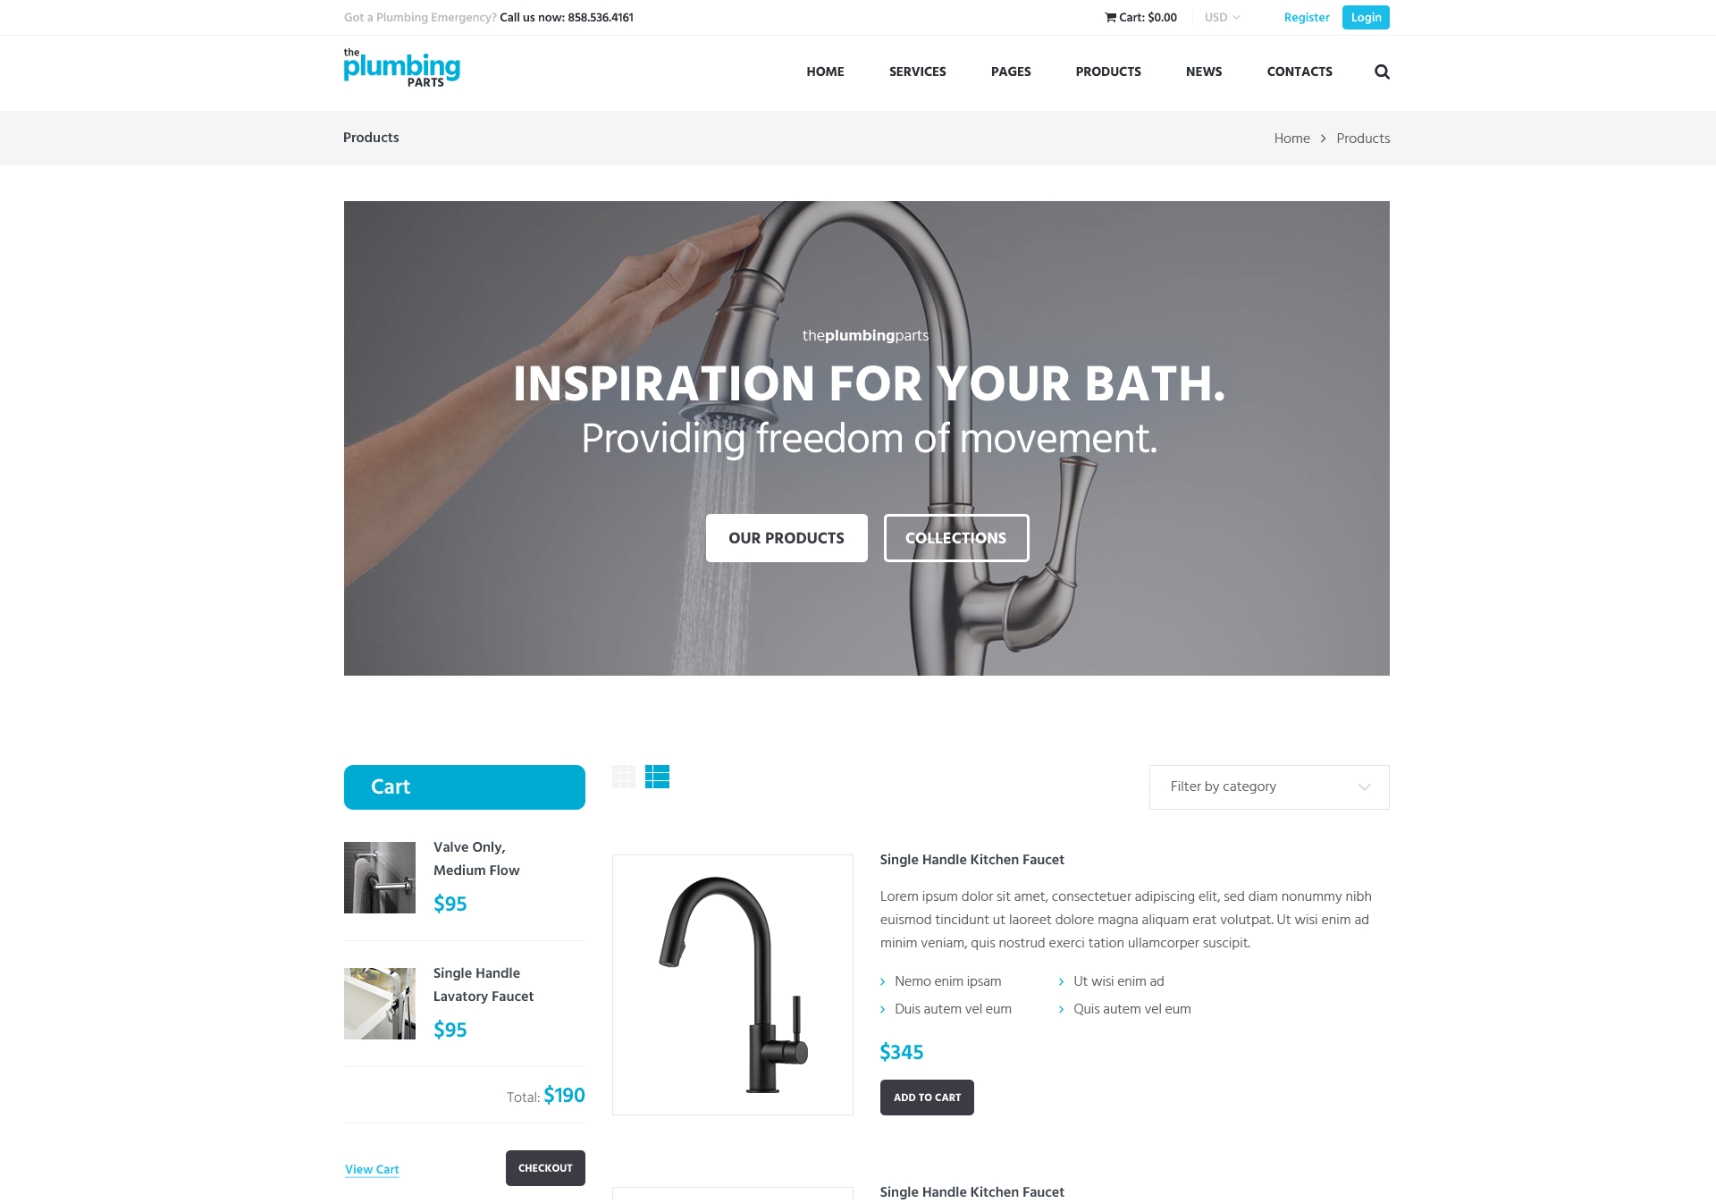 Got a Plumbing Emergency? Call us now: 858.536.4161
Cart: $0.00
USD
Register
Login
the
plumbing
PARTS
HOME
SERVICES
PAGES
PRODUCTS
NEWS
CONTACTS
Products
Home
Products
theplumbingparts
INSPIRATION FOR YOUR BATH.
Providing freedom of movement.
OUR PRODUCTS
COLLECTIONS
Cart
Valve Only,
Medium Flow
$95
Single Handle
Lavatory Faucet
$95
Total: $190
View Cart
CHECKOUT
Filter by category
Single Handle Kitchen Faucet
Lorem ipsum dolor sit amet, consectetuer adipiscing elit, sed diam nonummy nibh
euismod tincidunt ut laoreet dolore magna aliquam erat volutpat. Ut wisi enim ad
minim veniam, quis nostrud exerci tation ullamcorper suscipit.
Nemo enim ipsam
Ut wisi enim ad
Duis autem vel eum
Quis autem vel eum
$345
ADD TO CART
Single Handle Kitchen Faucet